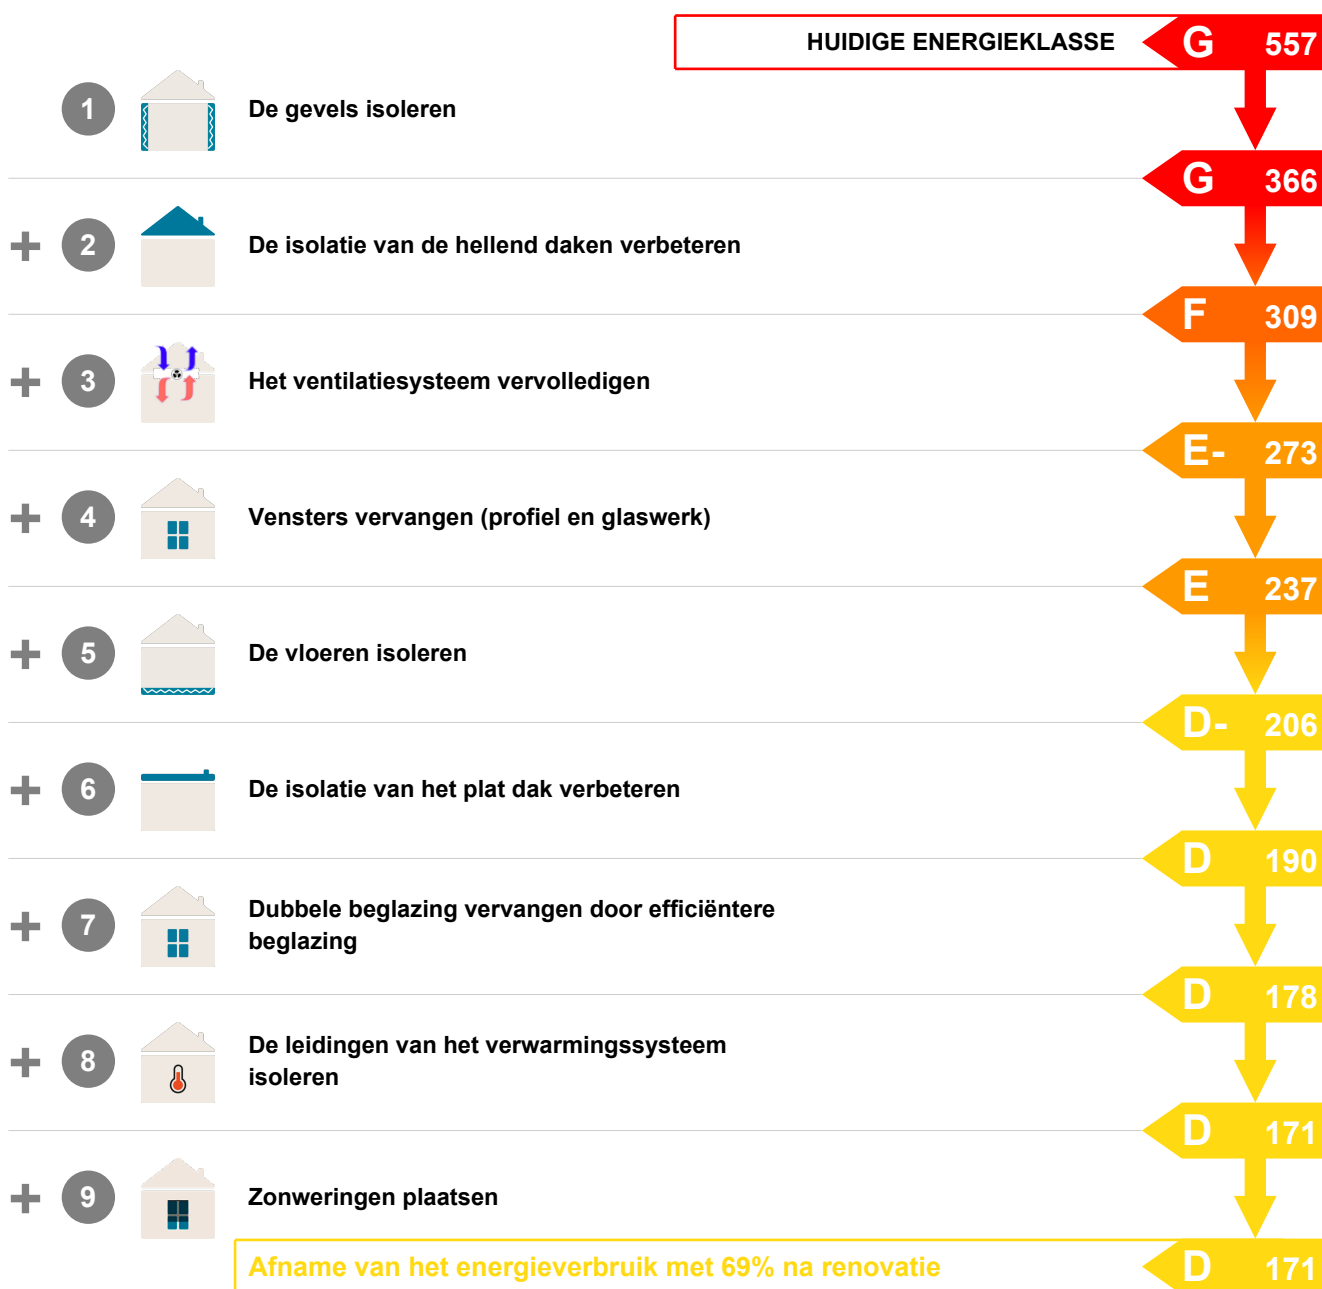 HUIDIGE ENERGIEKLASSE G 557
1 De gevels isoleren
G 366
+ 2 De isolatie van de hellend daken verbeteren
F 309
+ 3 Het ventilatiesysteem vervolledigen
E- 273
+ 4 Vensters vervangen (profiel en glaswerk)
E 237
+ 5 De vloeren isoleren
D- 206
+ 6 De isolatie van het plat dak verbeteren
D 190
+ 7 Dubbele beglazing vervangen door efficiëntere
beglazing
D 178
+ 8 De leidingen van het verwarmingssysteem
isoleren
D 171
+ 9 Zonweringen plaatsen
Afname van het energieverbruik met 69% na renovatie D 171